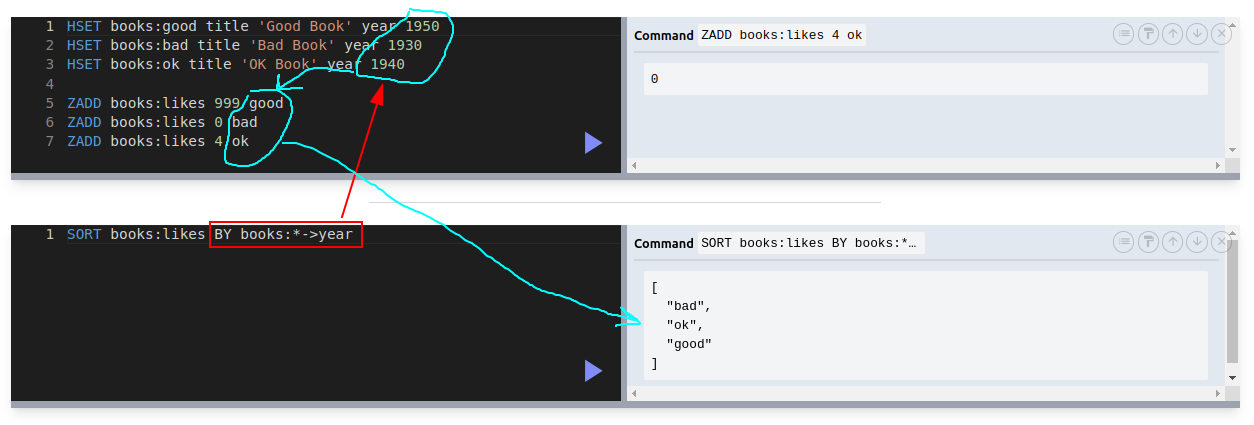 1 HSET books:good title 'Good Book' year 1950
2 HSET books:bad title 'Bad Book' year 1930
3 HSET books:ok title 'OK Book' year 1940
4
5 ZADD books:likes 999 good
6 ZADD books:likes 0 bad
7 ZADD books:likes 4 ok
Command ZADD books:likes 4 ok
0
1 SORT books:likes BY books:*->year
Command SORT books:likes BY books:*…
[
"bad",
"ok",
"good"
]